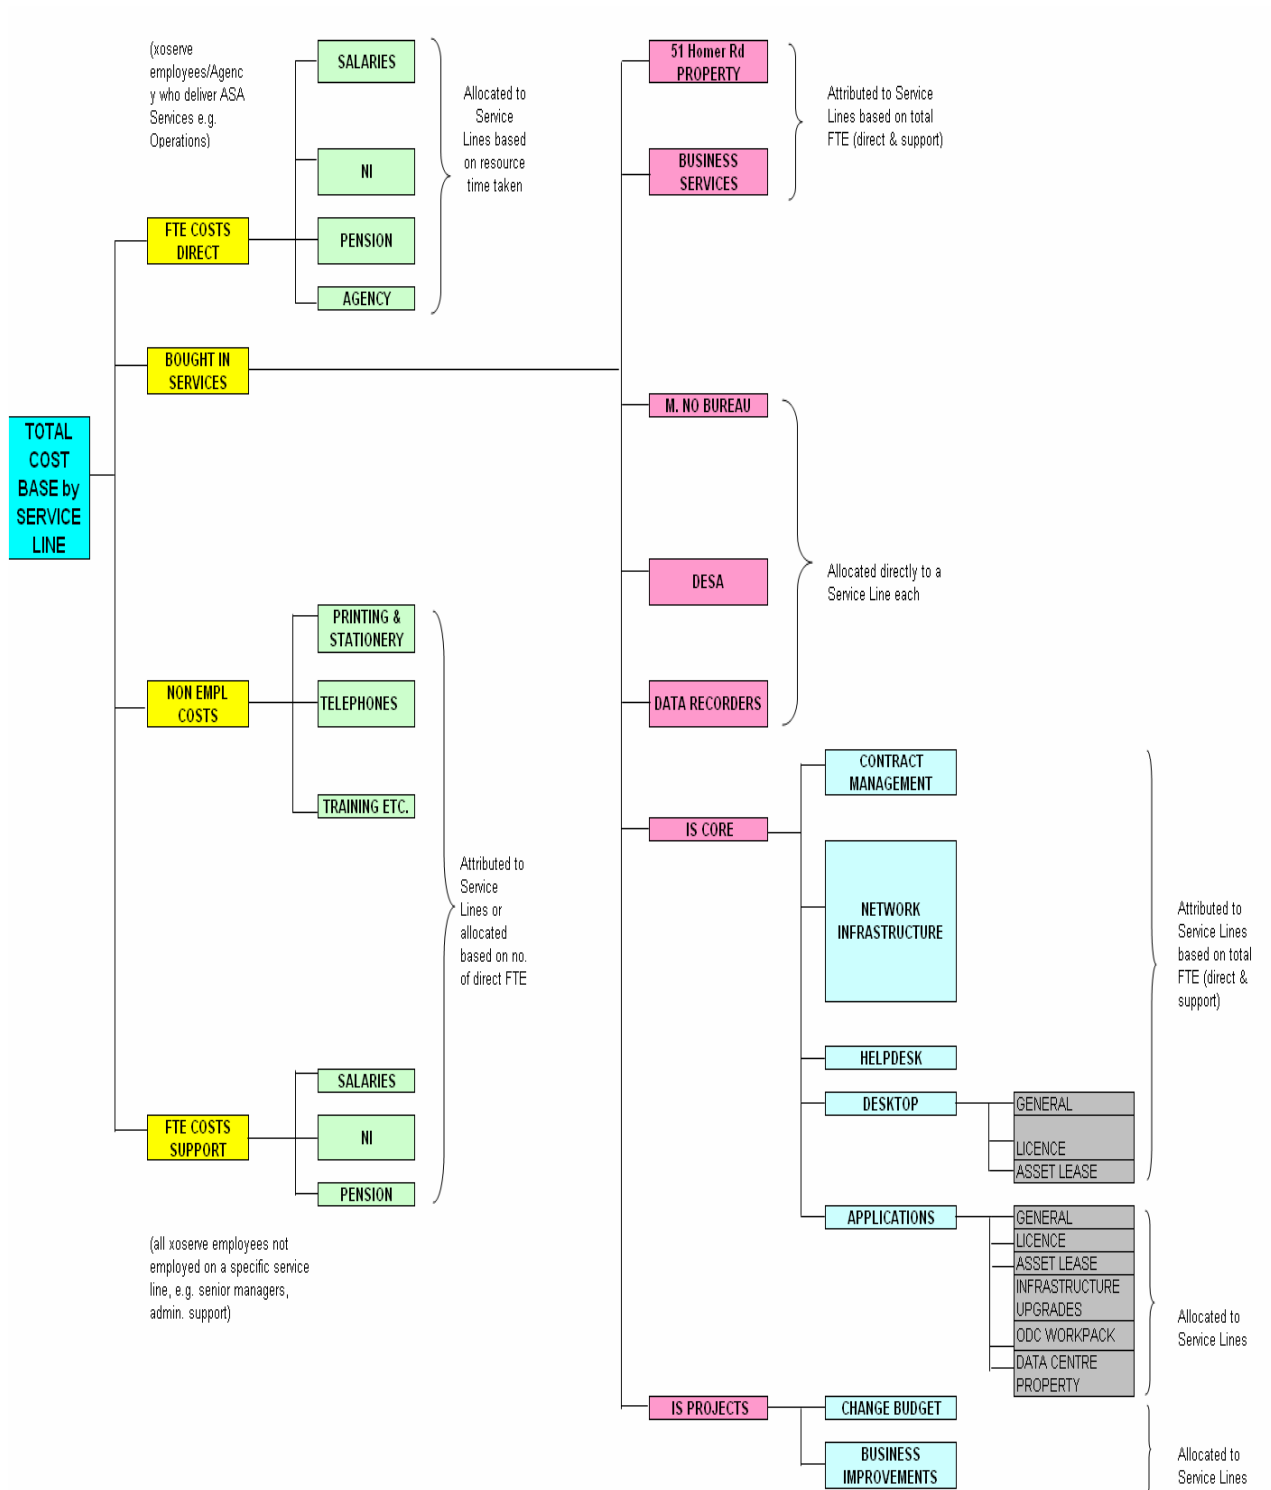 (xoserve
employees/Agenc
y who deliver ASA
Services e.g.
Operations)
SALARIES
NI
PENSION
AGENCY
Allocated to
Service
Lines based
on resource
time taken
FTE COSTS
DIRECT
BOUGHT IN
SERVICES
TOTAL
COST
BASE by
SERVICE
LINE
NON EMPL
COSTS
PRINTING &
STATIONERY
TELEPHONES
TRAINING ETC.
Attributed to
Service
Lines or
allocated
based on no.
of direct FTE
FTE COSTS
SUPPORT
SALARIES
NI
PENSION
(all xoserve employees not
employed on a specific service
line, e.g. senior managers,
admin. support)
51 Homer Rd
PROPERTY
BUSINESS
SERVICES
Attributed to Service
Lines based on total
FTE (direct & support)
M. NO BUREAU
DESA
DATA RECORDERS
Allocated directly to a
Service Line each
IS CORE
CONTRACT
MANAGEMENT
NETWORK
INFRASTRUCTURE
HELPDESK
DESKTOP
GENERAL
LICENCE
ASSET LEASE
Attributed to
Service Lines
based on total
FTE (direct &
support)
APPLICATIONS
GENERAL
LICENCE
ASSET LEASE
INFRASTRUCTURE
UPGRADES
ODC WORKPACK
DATA CENTRE
PROPERTY
Allocated to
Service Lines
IS PROJECTS
CHANGE BUDGET
BUSINESS
IMPROVEMENTS
Allocated to
Service Lines